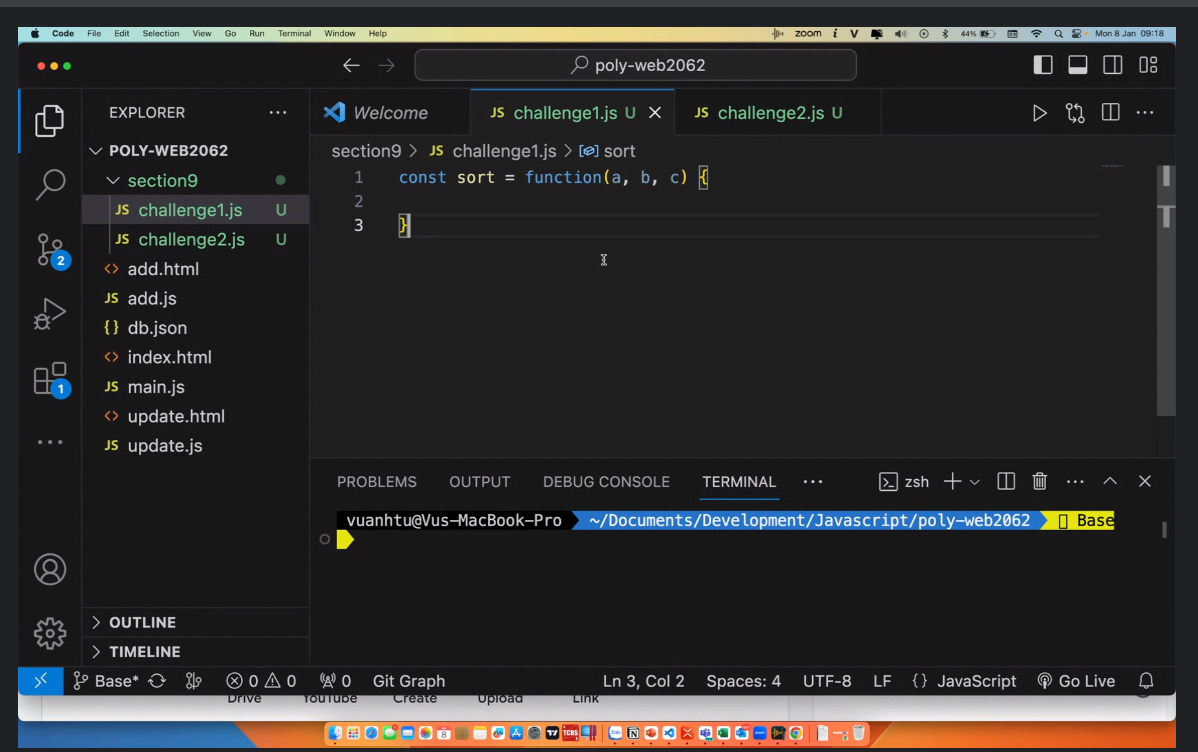 Code File Edit Selection View Go Run Terminal Window Help zoom 44% Mon 8 Jan 09:18
poly-web2062
EXPLORER
Welcome
JS challenge1.js U
JS challenge2.js U
POLY-WEB2062
section9 > JS challenge1.js > sort
section9
JS challenge1.js U
JS challenge2.js U
add.html
JS add.js
{} db.json
index.html
JS main.js
update.html
JS update.js
1 const sort = function(a, b, c) {
2
3 }
2
1
PROBLEMS OUTPUT DEBUG CONSOLE TERMINAL zsh
vuanhtu@Vus-MacBook-Pro ~/Documents/Development/Javascript/poly-web2062 Base
OUTLINE
TIMELINE
Base* 0 0 0 Git Graph Ln 3, Col 2 Spaces: 4 UTF-8 LF {} JavaScript Go Live
Drive YouTube Create Upload Link